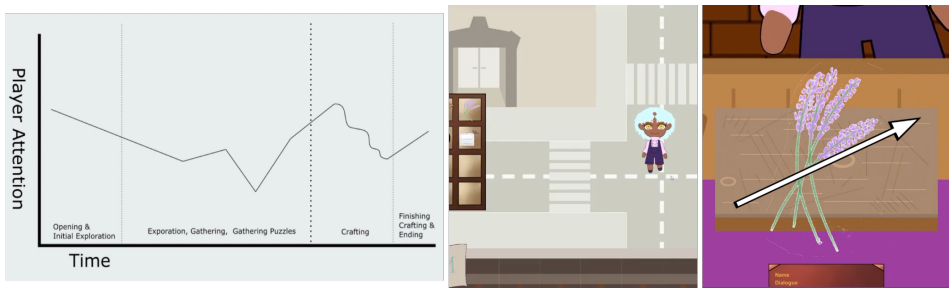 Player Attention
Opening &
Initial Exploration
Exporation, Gathering, Gathering Puzzles
Crafting
Finishing
Crafting &
Ending
Time
Name
Dialogue